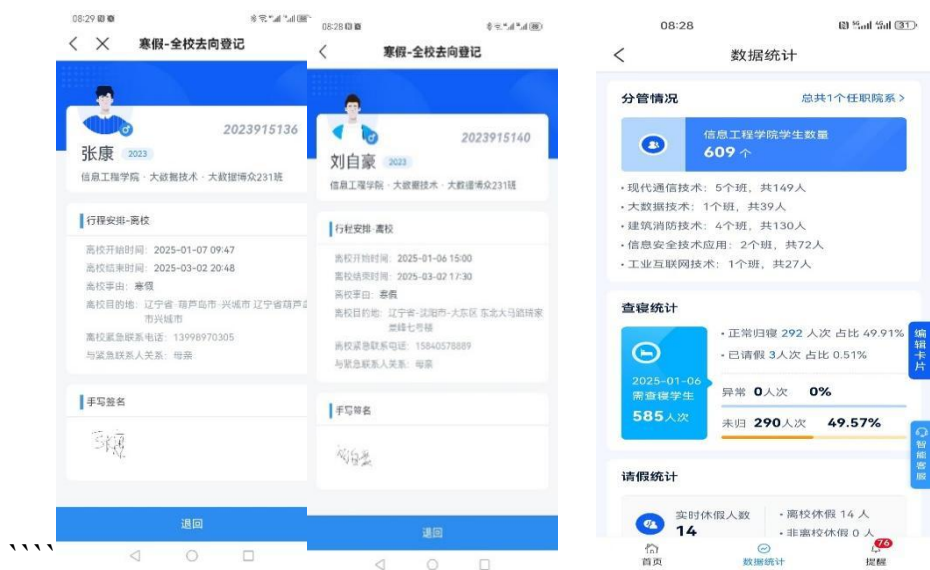 08:29
寒假-全校去向登记
2023915136
张康 2023
信息工程学院 · 大数据技术 · 大数据博众231班
行程安排-离校
离校开始时间: 2025-01-07 09:47
离校结束时间: 2025-03-02 20:48
离校事由: 寒假
离校目的地: 辽宁省 葫芦岛市 兴城市 辽宁省葫芦岛
市兴城市
离校紧急联系电话: 13998970305
与紧急联系人关系: 母亲
手写签名
张康
退回
08:28
寒假-全校去向登记
2023915140
刘自豪 2023
信息工程学院 · 大数据技术 · 大数据博众231班
行程安排-离校
离校开始时间: 2025-01-06 15:00
离校结束时间: 2025-03-02 17:30
离校事由: 寒假
离校目的地: 辽宁省-沈阳市-大东区 东北大马路
七号楼
离校紧急联系电话: 15840578889
与紧急联系人关系: 母亲
手写签名
刘自豪
退回
08:28
31
数据统计
分管情况 总共1个任职院系 >
信息工程学院学生数量
609 个
·现代通信技术: 5个班, 共149人
·大数据技术: 1个班, 共39人
·建筑消防技术: 4个班, 共130人
·信息安全技术应用: 2个班, 共72人
·工业互联网技术: 1个班, 共27人
查寝统计
2025-01-06
需查寝学生
585人次
·正常归寝 292 人次 占比 49.91%
·已请假 3人次 占比 0.51%
异常 0人次 0%
未归 290人次 49.57%
编辑卡片
智能客服
请假统计
实时休假人数
14
·离校休假 14 人
·非离校休假 0 人
首页
数据统计
76
提醒